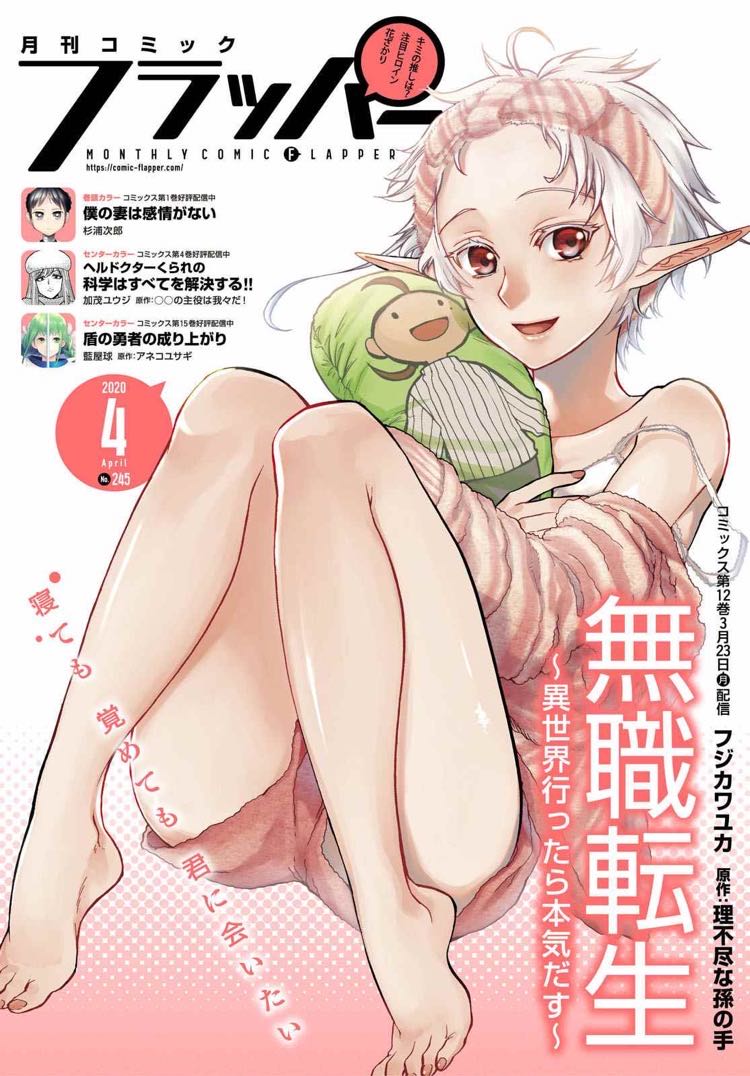 月刊コミック
フラッパー
MONTHLY COMIC FLAPPER
https://comic-flapper.com/
キミの推しは?
注目ヒロイン
花ざかり
巻頭カラー コミックス第1巻好評配信中
僕の妻は感情がない
杉浦次郎
センターカラー コミックス第4巻好評配信中
ヘルドクターくられの
科学はすべてを解決する!!
加茂ユウジ 原作:○○の主役は我々だ!
センターカラー コミックス第15巻好評配信中
盾の勇者の成り上がり
藍屋球 原作:アネコユサギ
2020
4
April
No.245
コミックス第12巻3月23日(月)配信
フジカワユカ 原作:理不尽な孫の手
無職転生
~異世界行ったら本気だす~
寝ても覚めても君に会いたい